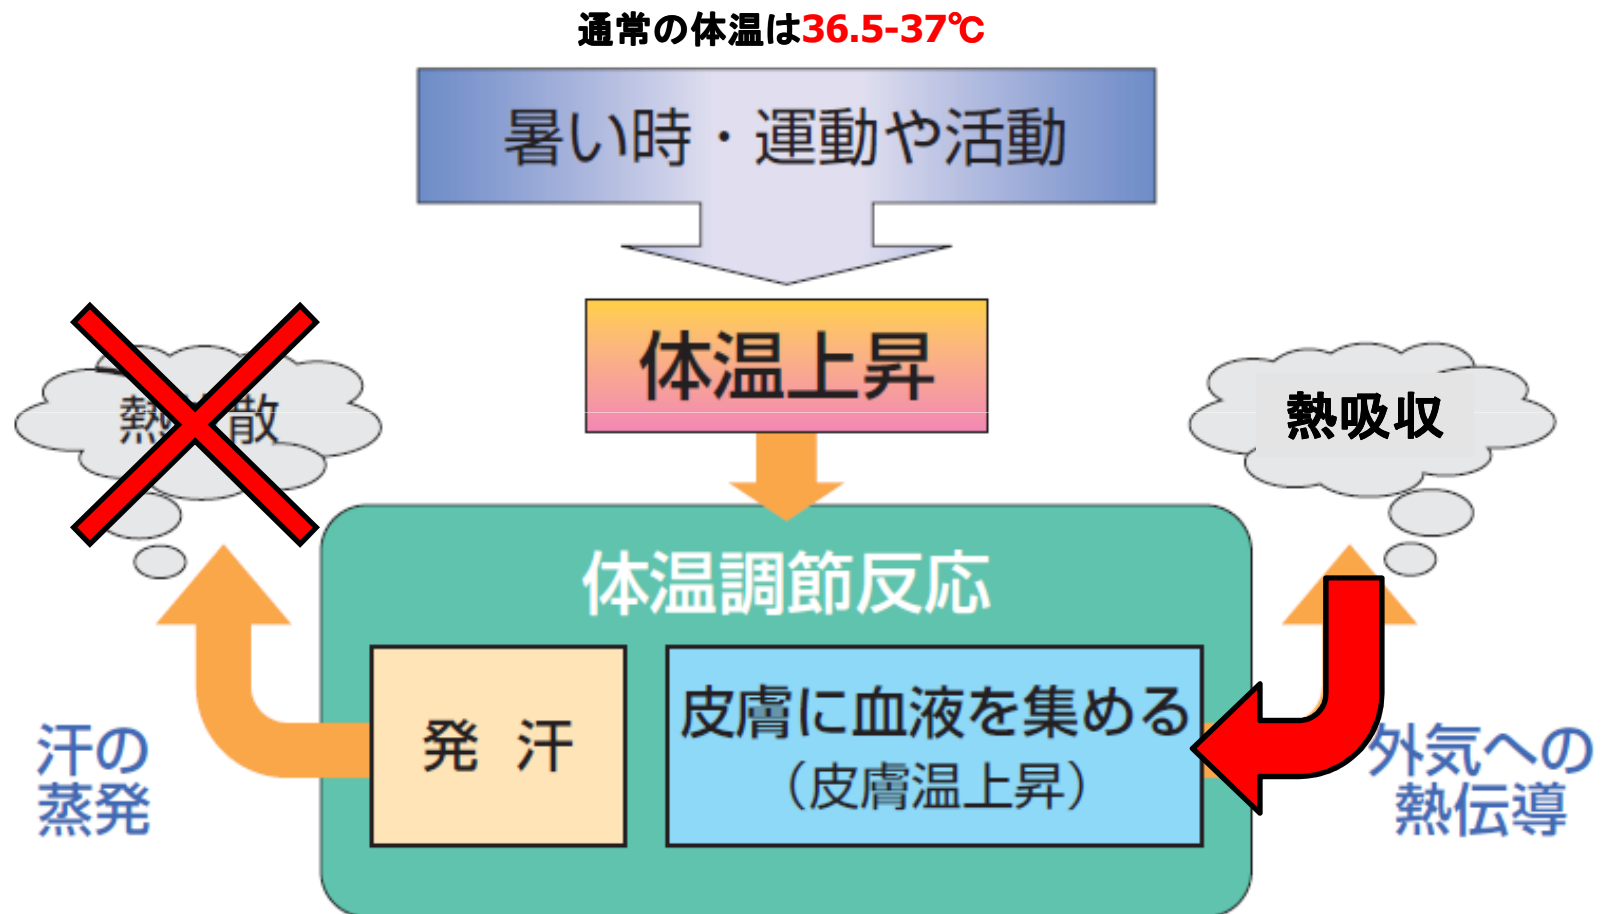 通常の体温は36.5-37℃
暑い時・運動や活動
体温上昇
熱 散
熱吸収
体温調節反応
発 汗
皮膚に血液を集める
（皮膚温上昇）
汗の
蒸発
外気への
熱伝導